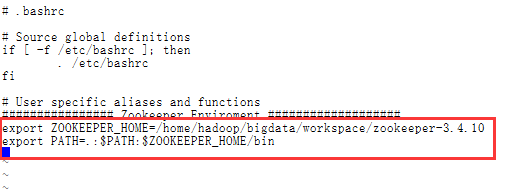 # .bashrc
# Source global definitions
if [ -f /etc/bashrc ]; then
. /etc/bashrc
fi
# User specific aliases and functions
############### Zookeeper Enviroment ###################
export ZOOKEEPER_HOME=/home/hadoop/bigdata/workspace/zookeeper-3.4.10
export PATH=.:$PATH:$ZOOKEEPER_HOME/bin
~
~
~